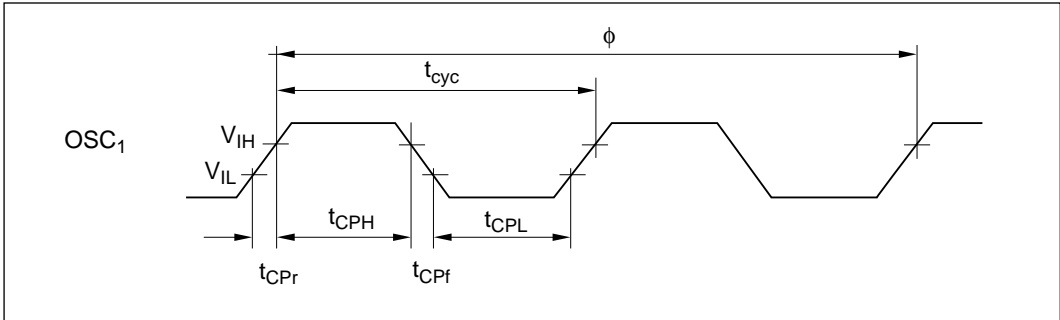 ϕ
tcyc
OSC1
VIH
VIL
tCPH
tCPL
tCPr
tCPf